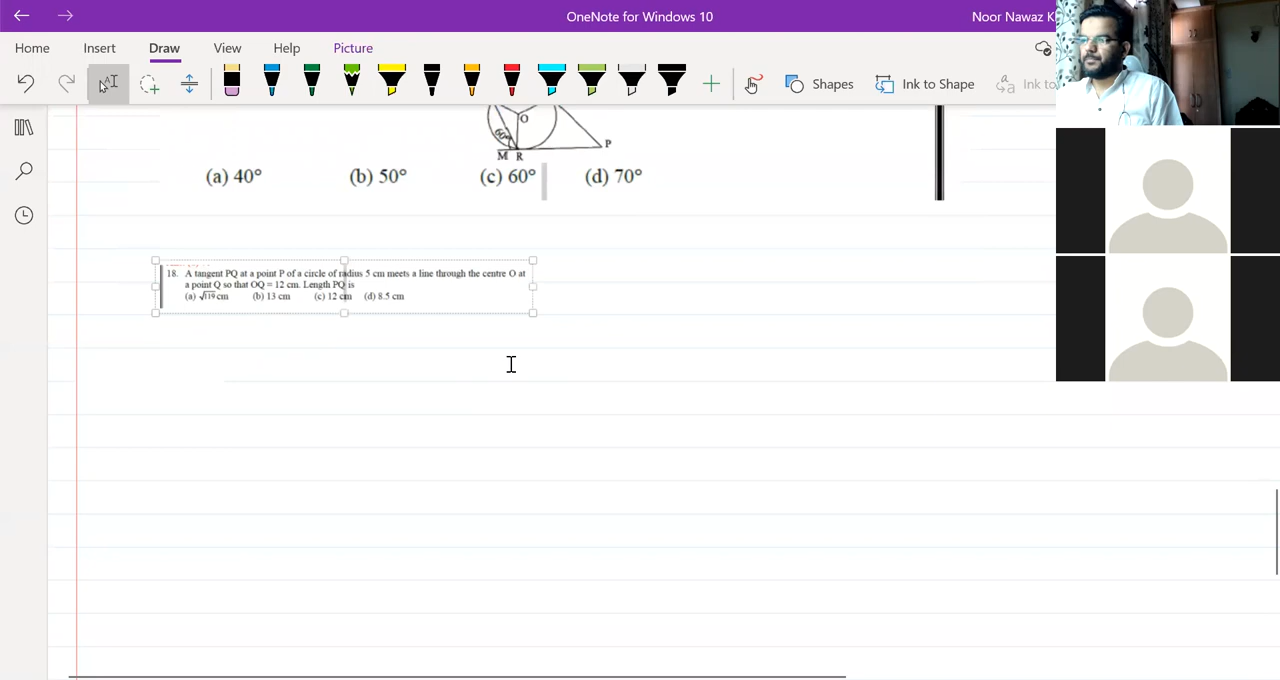 OneNote for Windows 10
Noor Nawaz K
Home Insert Draw View Help Picture
Shapes Ink to Shape Ink to
O
M R P
(a) 40° (b) 50° (c) 60° (d) 70°
18. A tangent PQ at a point P of a circle of radius 5 cm meets a line through the centre O at
a point Q so that OQ = 12 cm. Length PQ is
(a) √119 cm (b) 13 cm (c) 12 cm (d) 8.5 cm